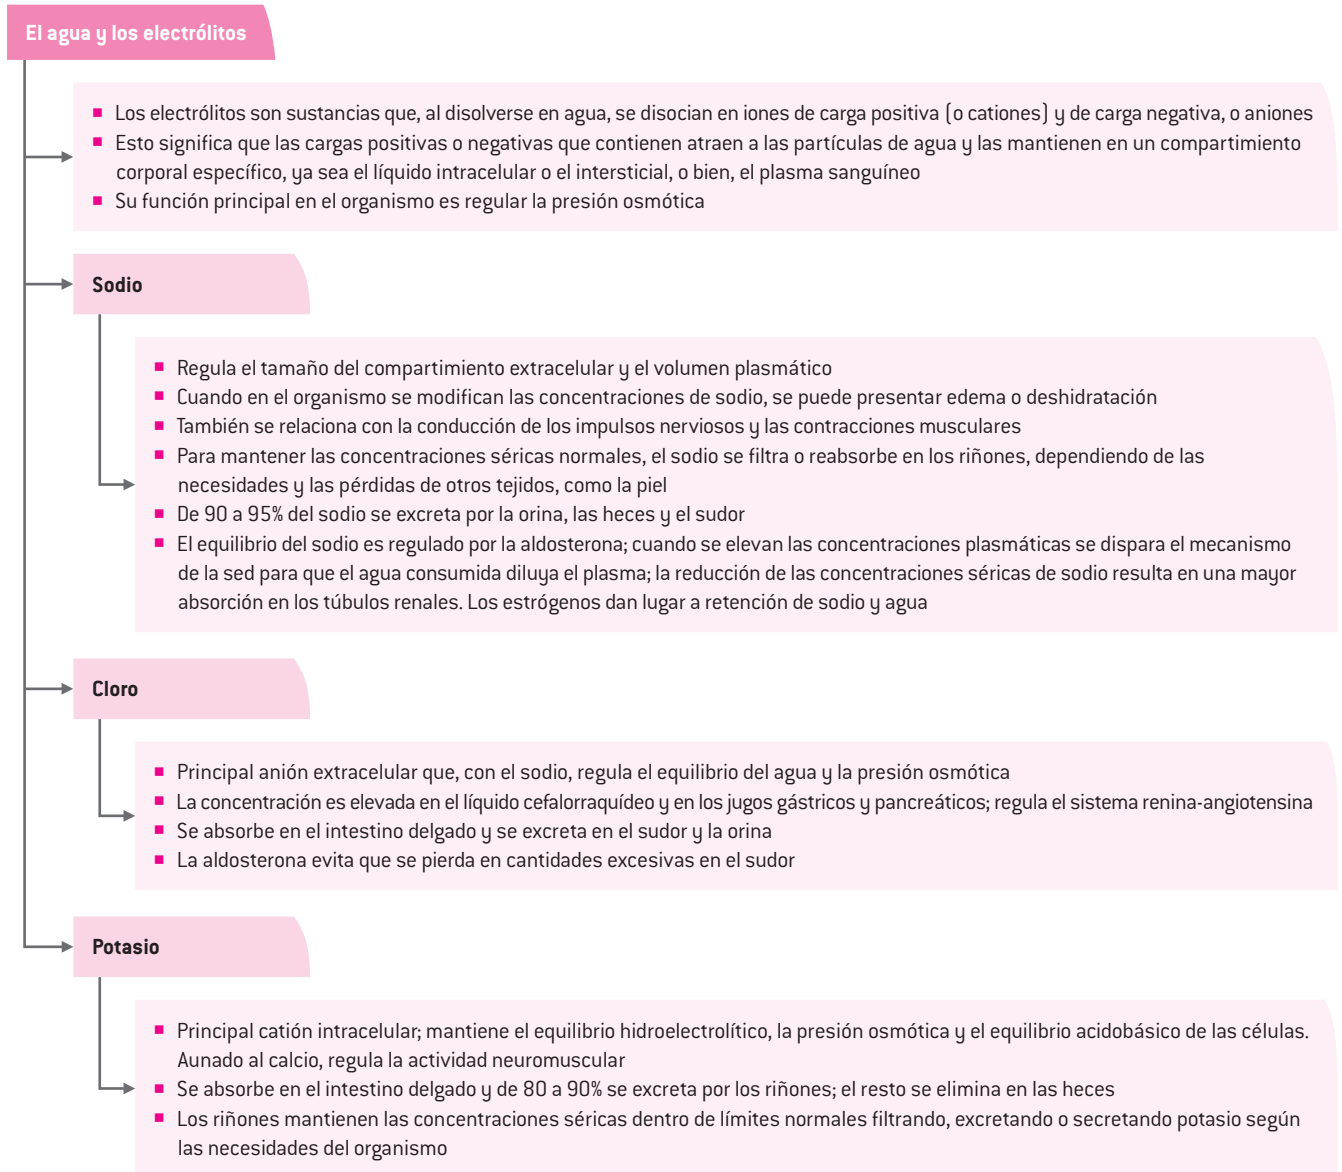 El agua y los electrólitos
■ Los electrólitos son sustancias que, al disolverse en agua, se disocian en iones de carga positiva (o cationes) y de carga negativa, o aniones
■ Esto significa que las cargas positivas o negativas que contienen atraen a las partículas de agua y las mantienen en un compartimiento
corporal específico, ya sea el líquido intracelular o el intersticial, o bien, el plasma sanguíneo
■ Su función principal en el organismo es regular la presión osmótica
Sodio
■ Regula el tamaño del compartimiento extracelular y el volumen plasmático
■ Cuando en el organismo se modifican las concentraciones de sodio, se puede presentar edema o deshidratación
■ También se relaciona con la conducción de los impulsos nerviosos y las contracciones musculares
■ Para mantener las concentraciones séricas normales, el sodio se filtra o reabsorbe en los riñones, dependiendo de las
necesidades y las pérdidas de otros tejidos, como la piel
■ De 90 a 95% del sodio se excreta por la orina, las heces y el sudor
■ El equilibrio del sodio es regulado por la aldosterona; cuando se elevan las concentraciones plasmáticas se dispara el mecanismo
de la sed para que el agua consumida diluya el plasma; la reducción de las concentraciones séricas de sodio resulta en una mayor
absorción en los túbulos renales. Los estrógenos dan lugar a retención de sodio y agua
Cloro
■ Principal anión extracelular que, con el sodio, regula el equilibrio del agua y la presión osmótica
■ La concentración es elevada en el líquido cefalorraquídeo y en los jugos gástricos y pancreáticos; regula el sistema renina-angiotensina
■ Se absorbe en el intestino delgado y se excreta en el sudor y la orina
■ La aldosterona evita que se pierda en cantidades excesivas en el sudor
Potasio
■ Principal catión intracelular; mantiene el equilibrio hidroelectrolítico, la presión osmótica y el equilibrio acidobásico de las células.
Aunado al calcio, regula la actividad neuromuscular
■ Se absorbe en el intestino delgado y de 80 a 90% se excreta por los riñones; el resto se elimina en las heces
■ Los riñones mantienen las concentraciones séricas dentro de límites normales filtrando, excretando o secretando potasio según
las necesidades del organismo